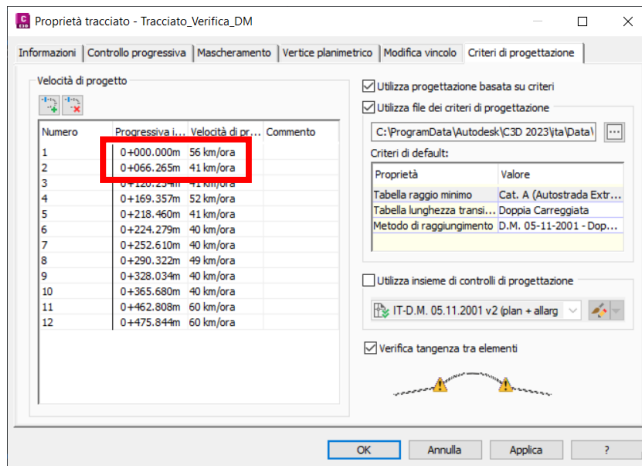 Proprietà tracciato - Tracciato_Verifica_DM
Informazioni Controllo progressiva Mascheramento Vertice planimetrico Modifica vincolo Criteri di progettazione
Velocità di progetto
Numero Progressiva i... Velocità di pr... Commento
1 0+000.000m 56 km/ora
2 0+066.265m 41 km/ora
3 41 km/ora
4 0+169.357m 52 km/ora
5 0+218.460m 41 km/ora
6 0+224.279m 40 km/ora
7 0+252.610m 40 km/ora
8 0+290.322m 49 km/ora
9 0+328.034m 40 km/ora
10 0+365.680m 40 km/ora
11 0+462.808m 60 km/ora
12 0+475.844m 60 km/ora
Utilizza progettazione basata su criteri
Utilizza file dei criteri di progettazione
C:\ProgramData\Autodesk\C3D 2023\ita\Data\ ...
Criteri di default:
Proprietà Valore
Tabella raggio minimo Cat. A (Autostrada Extr...
Tabella lunghezza transi... Doppia Carreggiata
Metodo di raggiungimento D.M. 05-11-2001 - Dop...
Utilizza insieme di controlli di progettazione
IT-D.M. 05.11.2001 v2 (plan + allarg
Verifica tangenza tra elementi
OK Annulla Applica ?